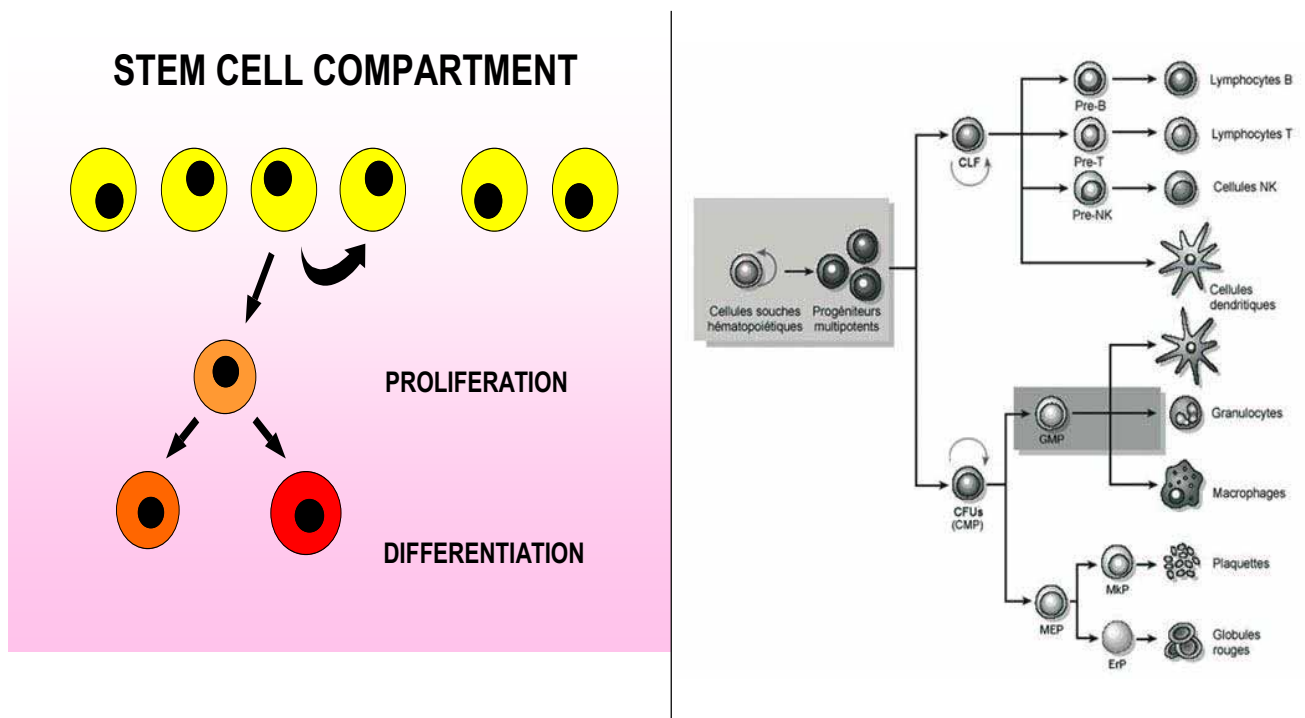 STEM CELL COMPARTMENT
PROLIFERATION
DIFFERENTIATION
Cellules souches
hématopoiétiques
Progéniteurs
multipotents
CLF
Pre-B
Lymphocytes B
Pre-T
Lymphocytes T
Pre-NK
Cellules NK
Cellules
dendritiques
GMP
Granulocytes
CFUs
(CMP)
Macrophages
MkP
Plaquettes
MEP
ErP
Globules
rouges